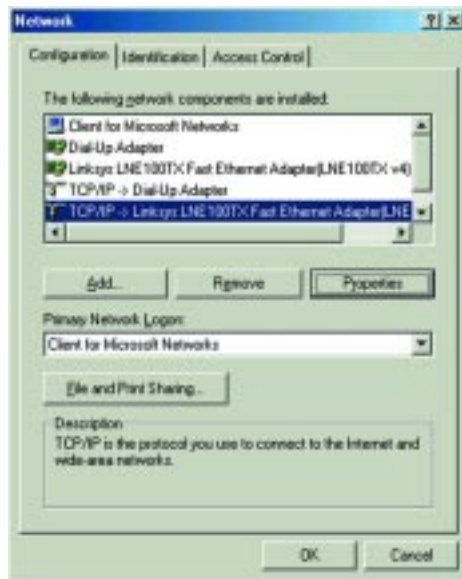 Network
Configuration Identification Access Control
The following network components are installed:
Client for Microsoft Networks
Dial-Up Adapter
Linksys LNE100TX Fast Ethernet Adapter(LNE100TX v4)
TCP/IP -> Dial-Up Adapter
TCP/IP -> Linksys LNE100TX Fast Ethernet Adapter(LNE
Add... Remove Properties
Primary Network Logon:
Client for Microsoft Networks
File and Print Sharing...
Description
TCP/IP is the protocol you use to connect to the Internet and
wide-area networks.
OK Cancel